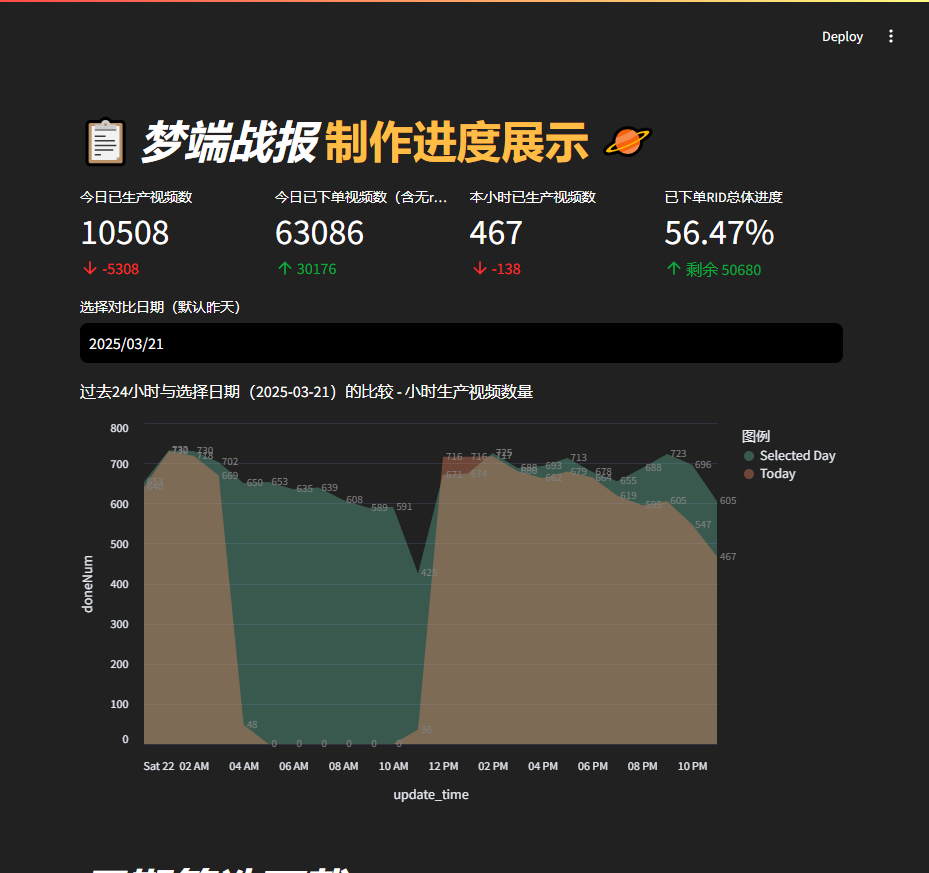 Deploy
梦端战报 制作进度展示
今日已生产视频数 今日已下单视频数（含无r... 本小时已生产视频数 已下单RID总体进度
10508 63086 467 56.47%
-5308 30176 -138 剩余 50680
选择对比日期（默认昨天）
2025/03/21
过去24小时与选择日期（2025-03-21）的比较 - 小时生产视频数量
图例
Selected Day
Today
doneNum
800
700
600
500
400
300
200
100
0
730 718 702 669 650 653 635 639 608 589 591 425
48 0 0 0 0 0 0 36
716 716 725 671 674 688 693 713 662 679 678 664 655 619 688 595 723 605 696 547 605 467
Sat 22 02 AM 04 AM 06 AM 08 AM 10 AM 12 PM 02 PM 04 PM 06 PM 08 PM 10 PM
update_time